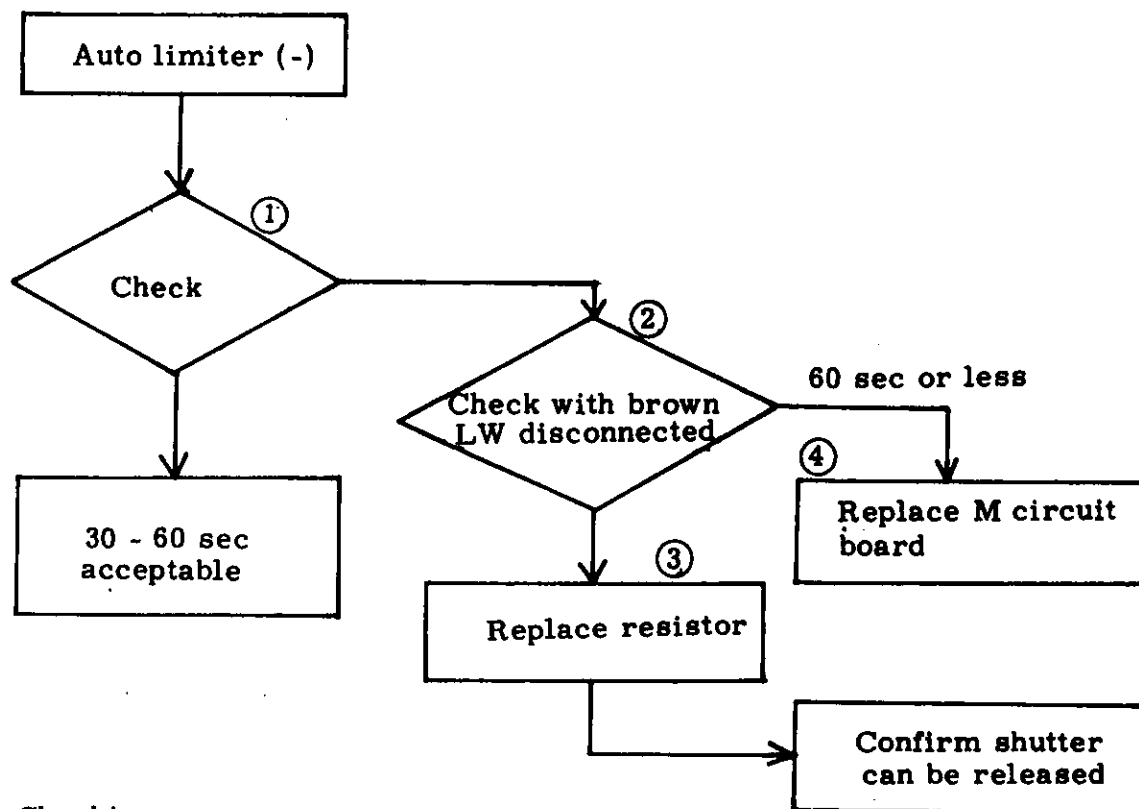 Auto limiter (-)
①
Check
②
60 sec or less
Check with brown
LW disconnected
④
30 ~ 60 sec
acceptable
Replace M circuit
board
③
Replace resistor
Confirm shutter
can be released